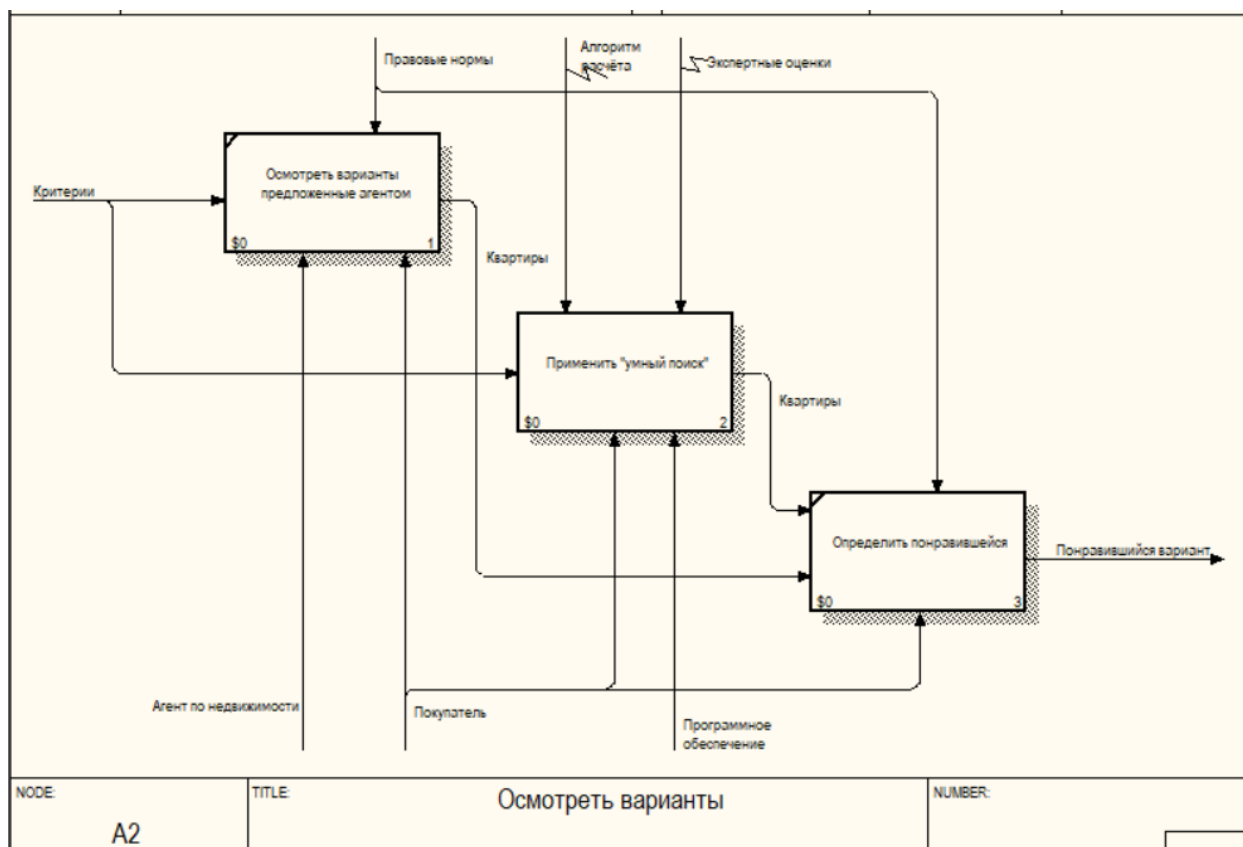 Правовые нормы
Алгоритм
расчёта
Экспертные оценки
Осмотреть варианты
предложенные агентом
$0
1
Критерии
Квартиры
Применить "умный поиск"
$0
2
Квартиры
Определить понравившейся
$0
3
Понравившийся вариант
Агент по недвижимости
Покупатель
Программное
обеспечение
NODE:
A2
TITLE:
Осмотреть варианты
NUMBER: